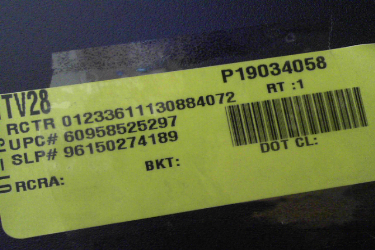 TV28
P19034058
RCTR 01233611130884072
RT :1
UPC# 60958525297
SLP# 96150274189
BKT:
DOT CL:
RCRA: